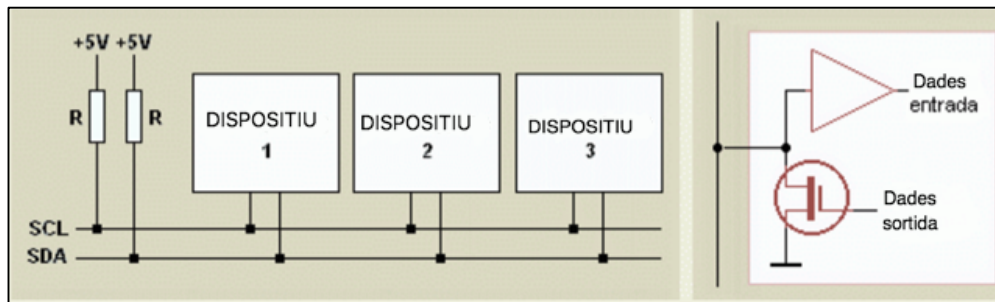 +5V +5V
R
R
DISPOSITIU
1
DISPOSITIU
2
DISPOSITIU
3
SCL
SDA
Dades
entrada
Dades
sortida